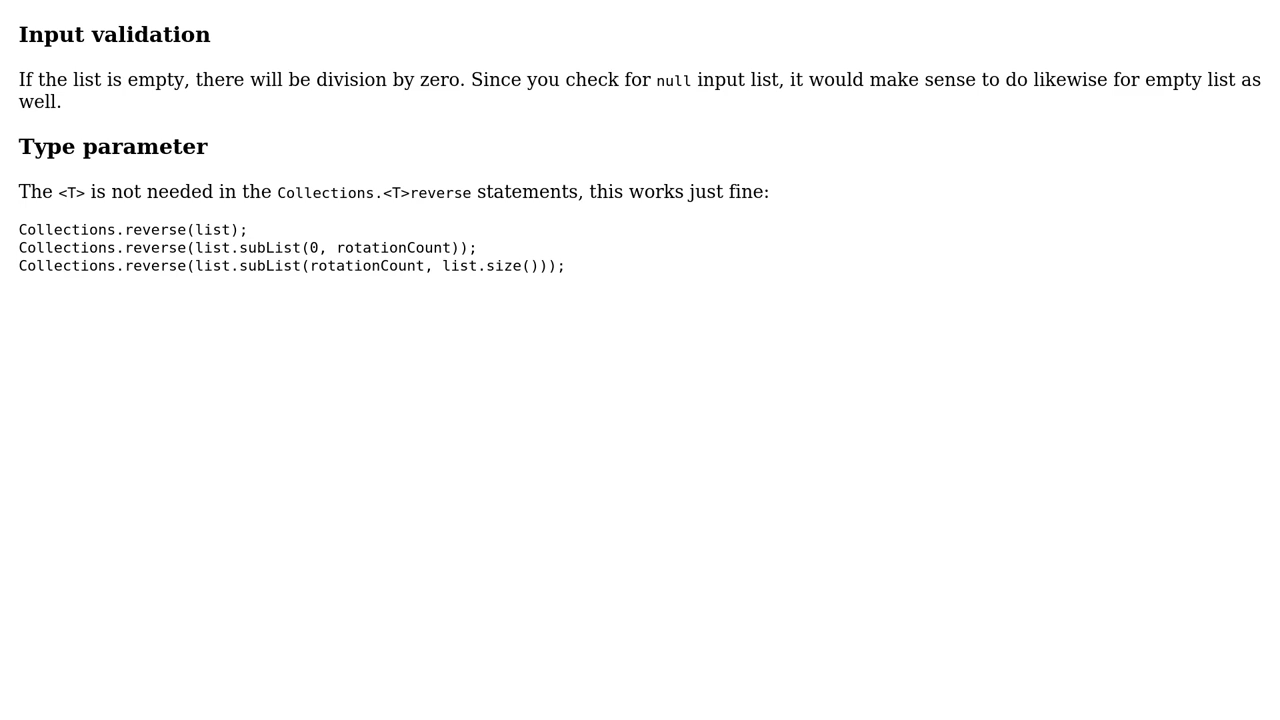 Input validation
If the list is empty, there will be division by zero. Since you check for null input list, it would make sense to do likewise for empty list as
well.
Type parameter
The <T> is not needed in the Collections.<T>reverse statements, this works just fine:
Collections.reverse(list);
Collections.reverse(list.subList(0, rotationCount));
Collections.reverse(list.subList(rotationCount, list.size()));